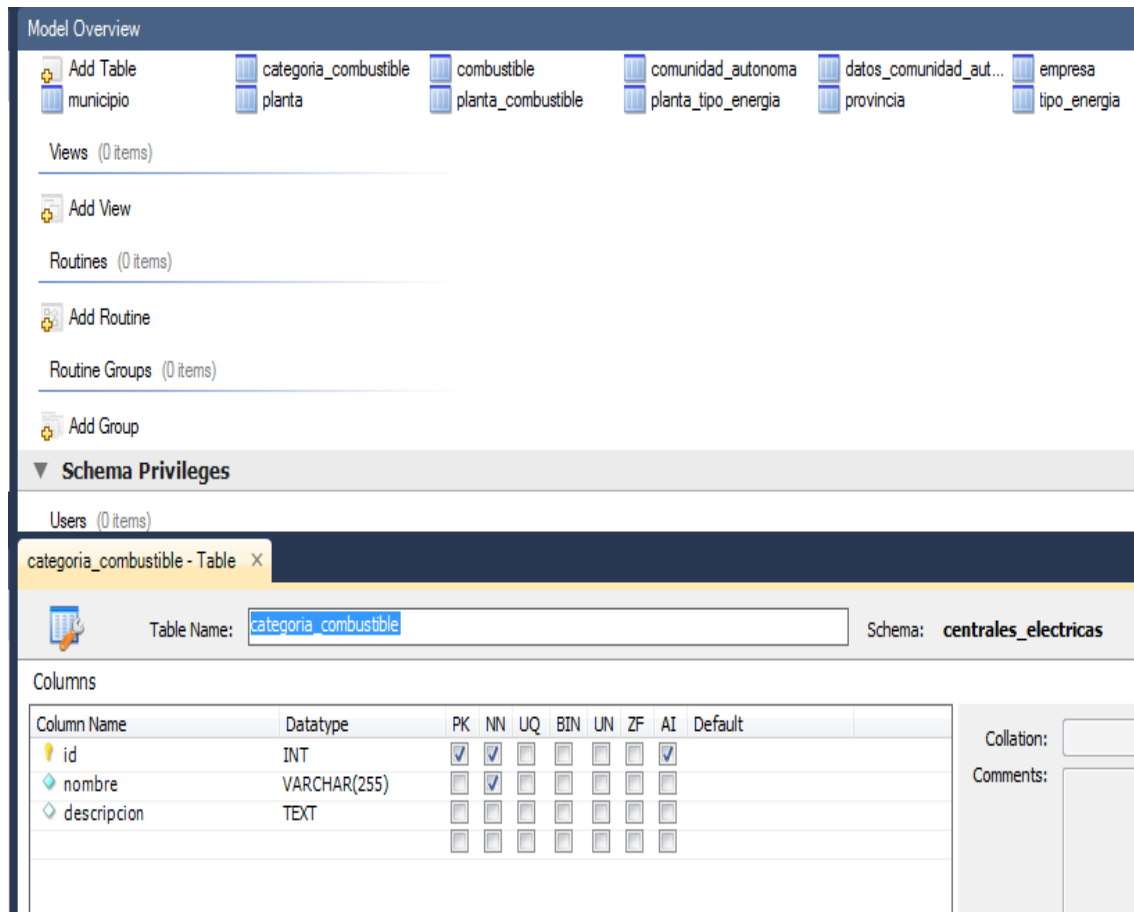 Model Overview
Add Table categoria_combustible combustible comunidad_autonoma datos_comunidad_aut... empresa
municipio planta planta_combustible planta_tipo_energia provincia tipo_energia
Views (0 items)
Add View
Routines (0 items)
Add Routine
Routine Groups (0 items)
Add Group
Schema Privileges
Users (0 items)
categoria_combustible - Table
Table Name: categoria_combustible Schema: centrales_electricas
Columns
Column Name Datatype PK NN UQ BIN UN ZF AI Default
id INT
nombre VARCHAR(255)
descripcion TEXT
Collation:
Comments: